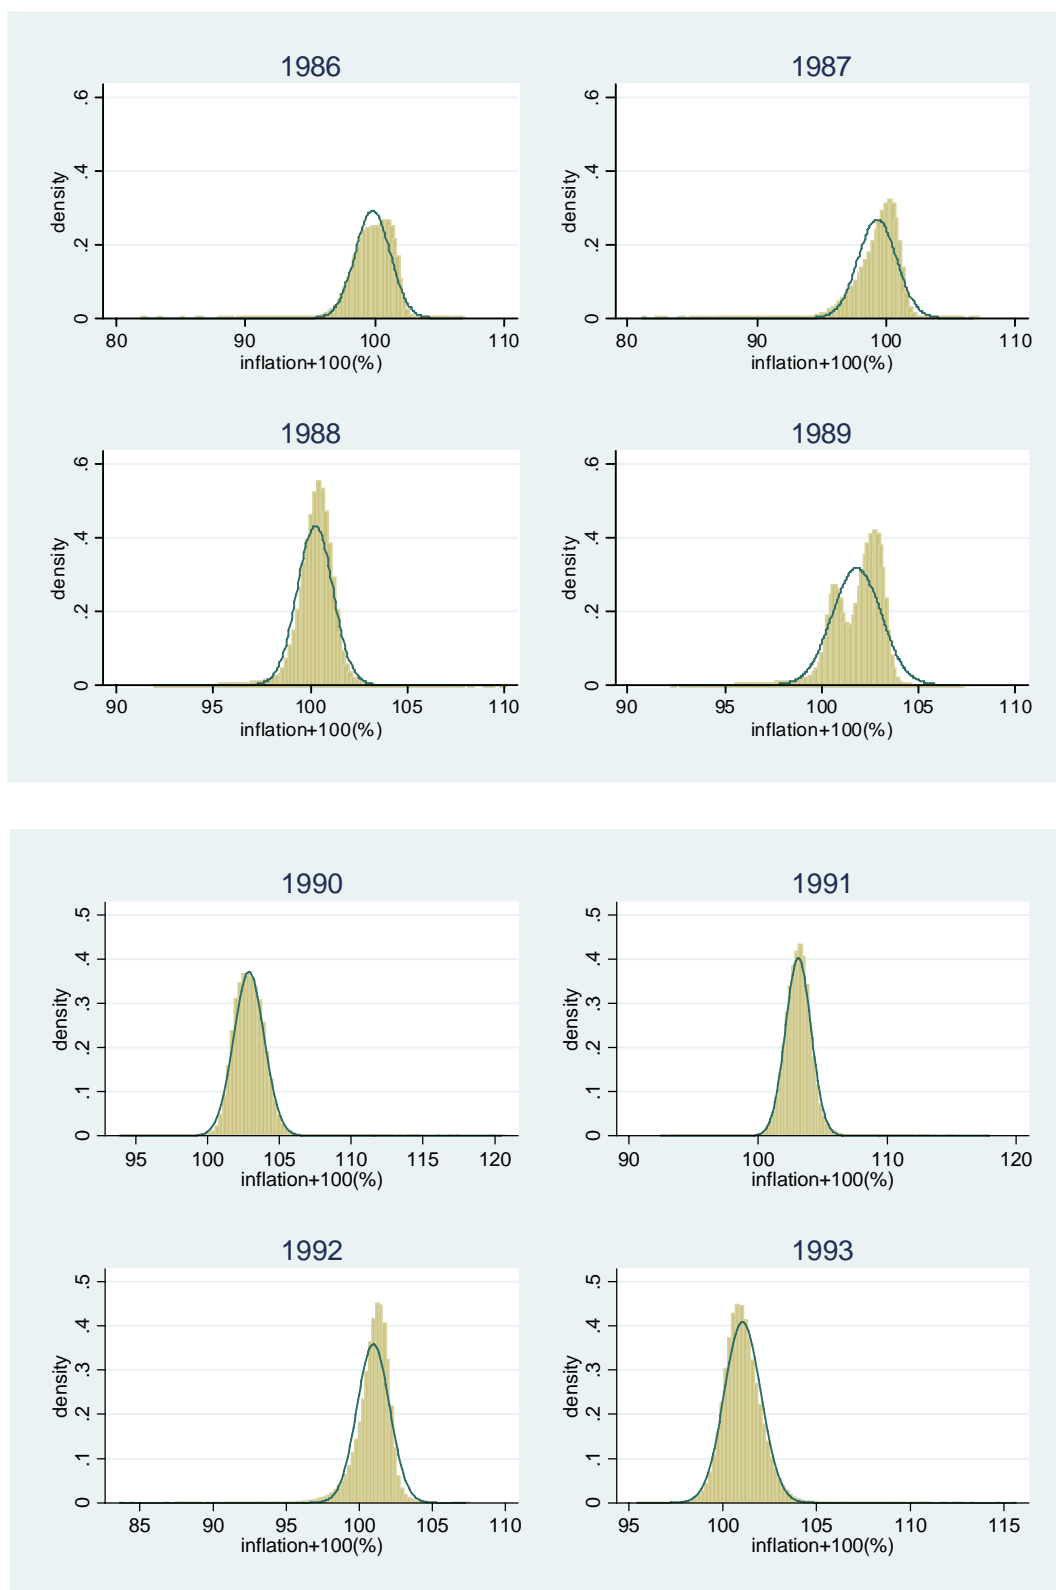 1986
density
0 .2 .4 .6
80 90 100 110
inflation+100(%)
1987
density
0 .2 .4 .6
80 90 100 110
inflation+100(%)
1988
density
0 .2 .4 .6
90 95 100 105 110
inflation+100(%)
1989
density
0 .2 .4 .6
90 95 100 105 110
inflation+100(%)
1990
density
0 .1 .2 .3 .4 .5
95 100 105 110 115 120
inflation+100(%)
1991
density
0 .1 .2 .3 .4 .5
90 100 110 120
inflation+100(%)
1992
density
0 .1 .2 .3 .4 .5
85 90 95 100 105 110
inflation+100(%)
1993
density
0 .1 .2 .3 .4 .5
95 100 105 110 115
inflation+100(%)